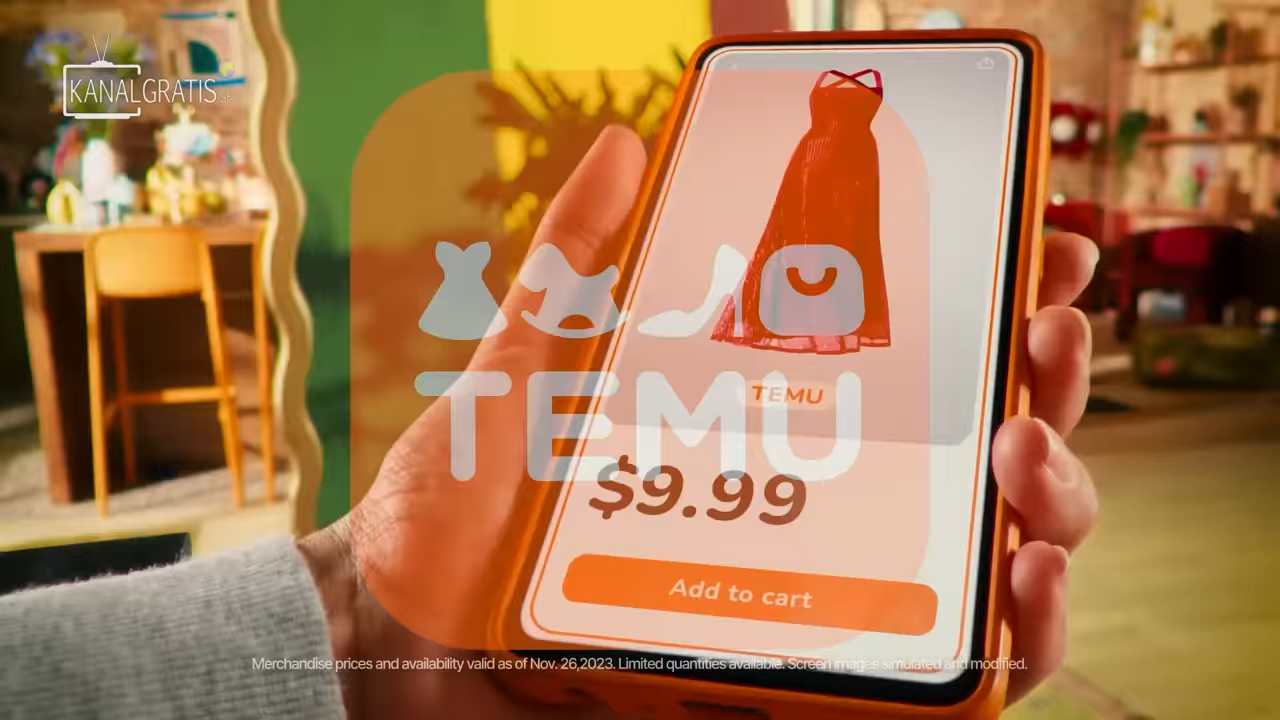 KANALGRATIS
TEMU
TEMU
$9.99
Add to cart
Merchandise prices and availability valid as of Nov. 26,2023. Limited quantities available. Screen images simulated and modified.